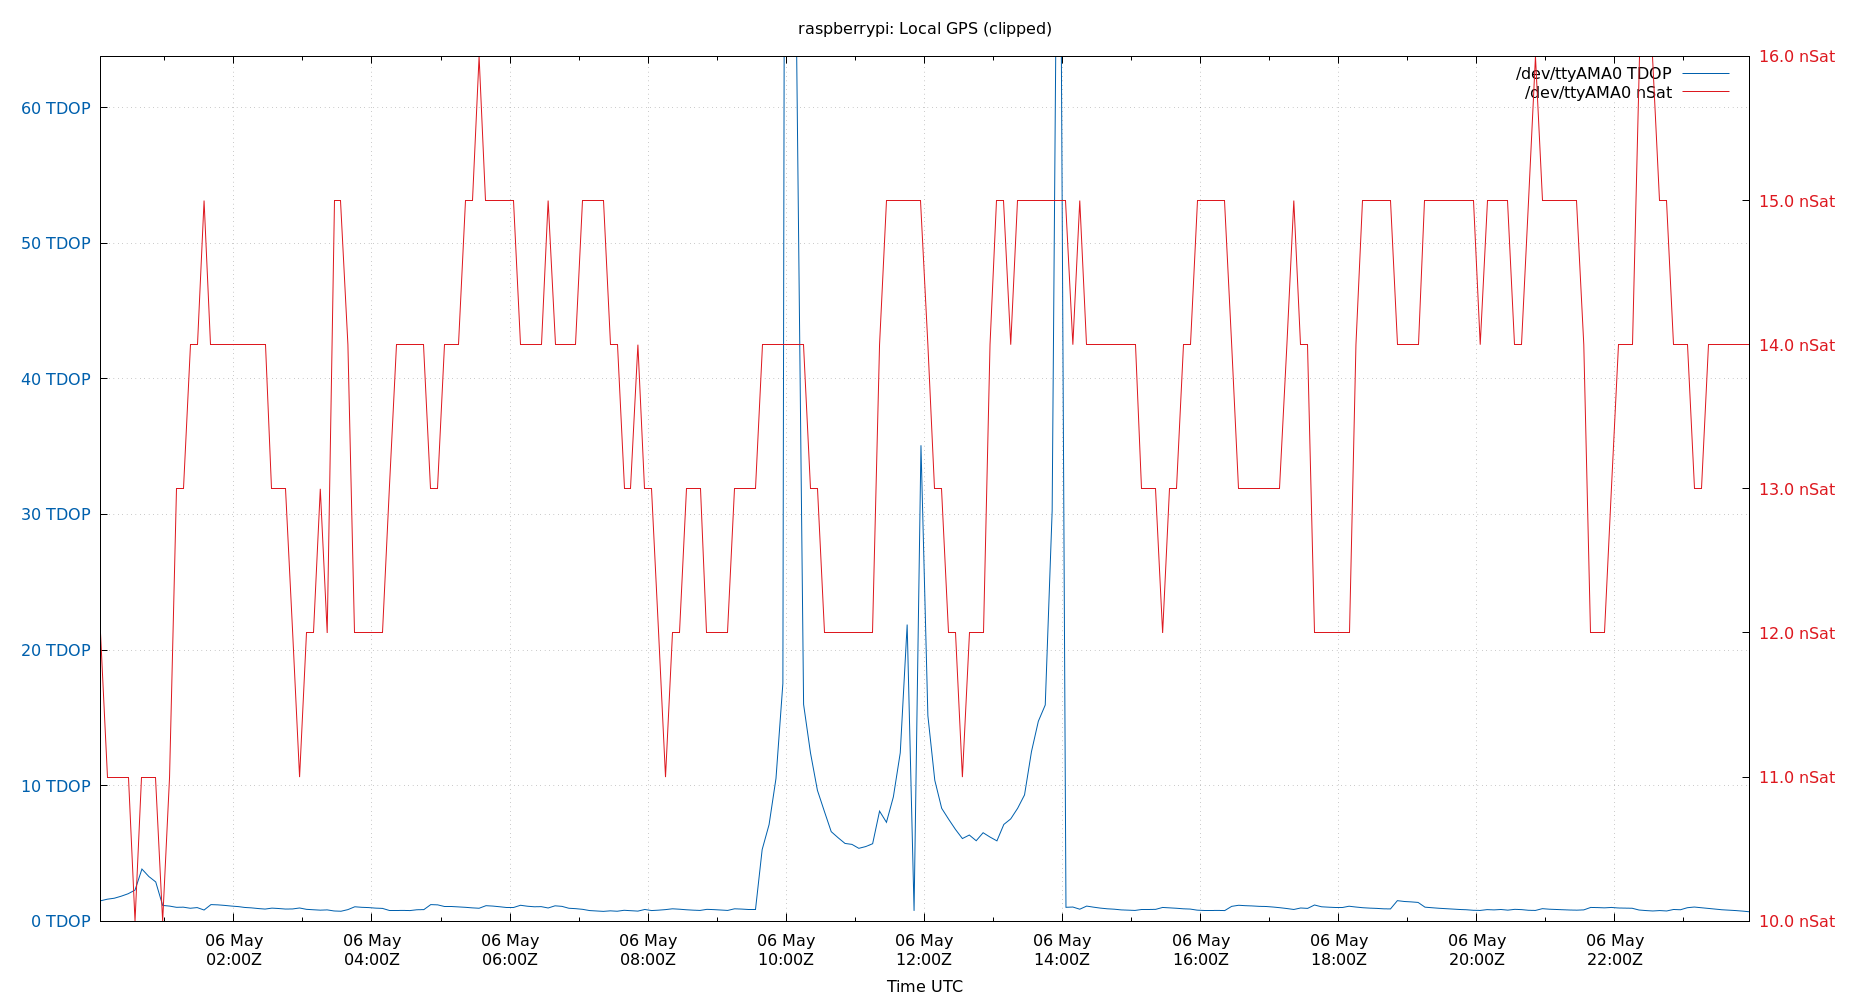 raspberrypi: Local GPS (clipped)
16.0 nSat
/dev/ttyAMA0 TDOP
/dev/ttyAMA0 nSat
60 TDOP
15.0 nSat
50 TDOP
14.0 nSat
40 TDOP
13.0 nSat
30 TDOP
12.0 nSat
20 TDOP
11.0 nSat
10 TDOP
0 TDOP
10.0 nSat
06 May 06 May 06 May 06 May 06 May 06 May 06 May 06 May 06 May 06 May 06 May
02:00Z 04:00Z 06:00Z 08:00Z 10:00Z 12:00Z 14:00Z 16:00Z 18:00Z 20:00Z 22:00Z
Time UTC